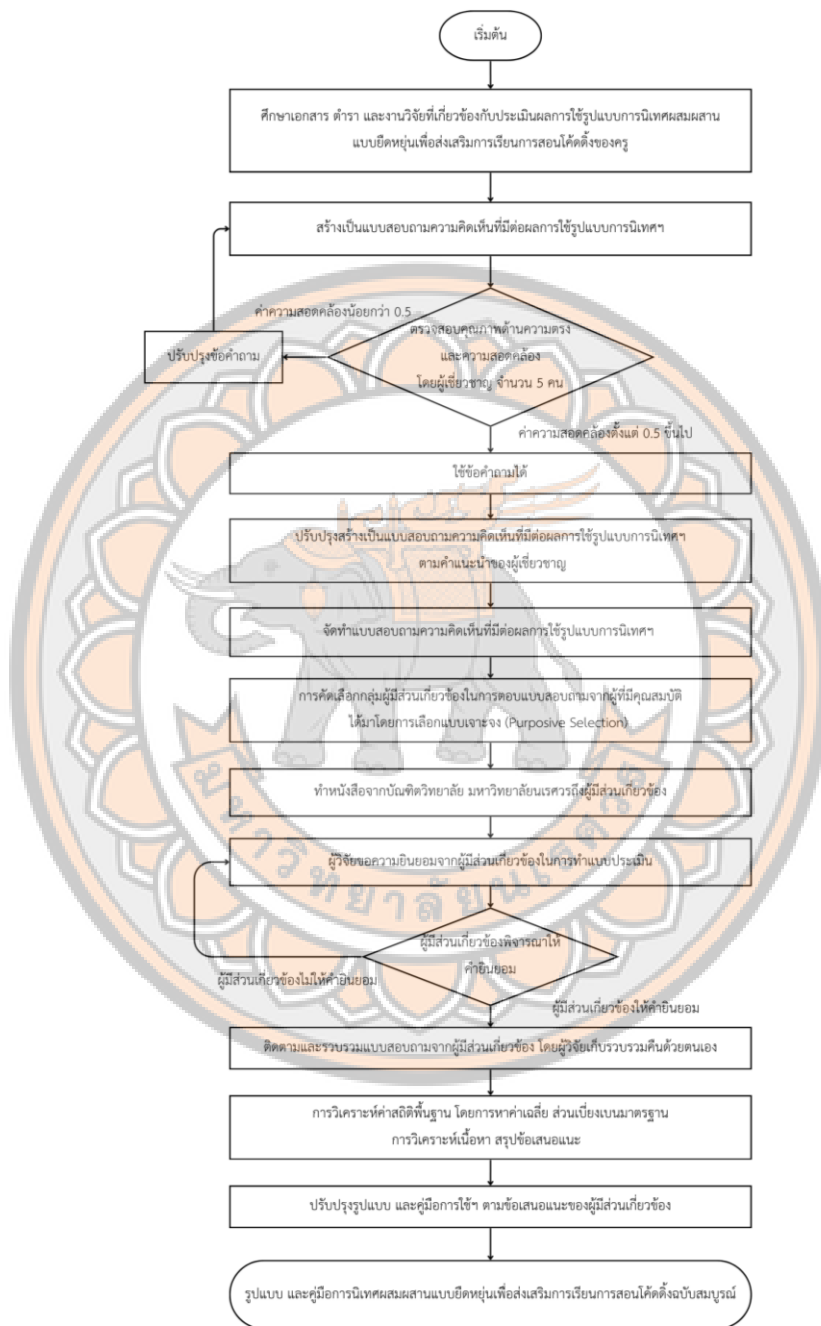 เริ่มต้น
ศึกษาเอกสาร ตำรา และงานวิจัยที่เกี่ยวข้องกับประเมินผลการใช้รูปแบบการนิเทศผสมผสาน
แบบยืดหยุ่นเพื่อส่งเสริมการเรียนการสอนโค้ดดิ้งของครู
สร้างเป็นแบบสอบถามความคิดเห็นที่มีต่อผลการใช้รูปแบบการนิเทศฯ
ค่าความสอดคล้องน้อยกว่า 0.5
ตรวจสอบคุณภาพด้านความตรง
และความสอดคล้อง
โดยผู้เชี่ยวชาญ จำนวน 5 คน
ปรับปรุงข้อคำถาม
ค่าความสอดคล้องตั้งแต่ 0.5 ขึ้นไป
ใช้ข้อคำถามได้
ปรับปรุงสร้างเป็นแบบสอบถามความคิดเห็นที่มีต่อผลการใช้รูปแบบการนิเทศฯ
ตามคำแนะนำของผู้เชี่ยวชาญ
จัดทำแบบสอบถามความคิดเห็นที่มีต่อผลการใช้รูปแบบการนิเทศฯ
การคัดเลือกกลุ่มผู้มีส่วนเกี่ยวข้องในการตอบแบบสอบถามจากผู้ที่มีคุณสมบัติ
ได้มาโดยการเลือกแบบเจาะจง (Purposive Selection)
ทำหนังสือจากบัณฑิตวิทยาลัย มหาวิทยาลัยนเรศวรถึงผู้มีส่วนเกี่ยวข้อง
ผู้วิจัยขอความยินยอมจากผู้มีส่วนเกี่ยวข้องในการทำแบบประเมิน
มหาวิทยาลัยนเรศวร
ผู้มีส่วนเกี่ยวข้องพิจารณาให้
คำยินยอม
ผู้มีส่วนเกี่ยวข้องไม่ให้คำยินยอม
ผู้มีส่วนเกี่ยวข้องให้คำยินยอม
ติดตามและรวบรวมแบบสอบถามจากผู้มีส่วนเกี่ยวข้อง โดยผู้วิจัยเก็บรวบรวมคืนด้วยตนเอง
การวิเคราะห์ค่าสถิติพื้นฐาน โดยการหาค่าเฉลี่ย ส่วนเบี่ยงเบนมาตรฐาน
การวิเคราะห์เนื้อหา สรุปข้อเสนอแนะ
ปรับปรุงรูปแบบ และคู่มือการใช้ฯ ตามข้อเสนอแนะของผู้มีส่วนเกี่ยวข้อง
รูปแบบ และคู่มือการนิเทศผสมผสานแบบยืดหยุ่นเพื่อส่งเสริมการเรียนการสอนโค้ดดิ้งฉบับสมบูรณ์